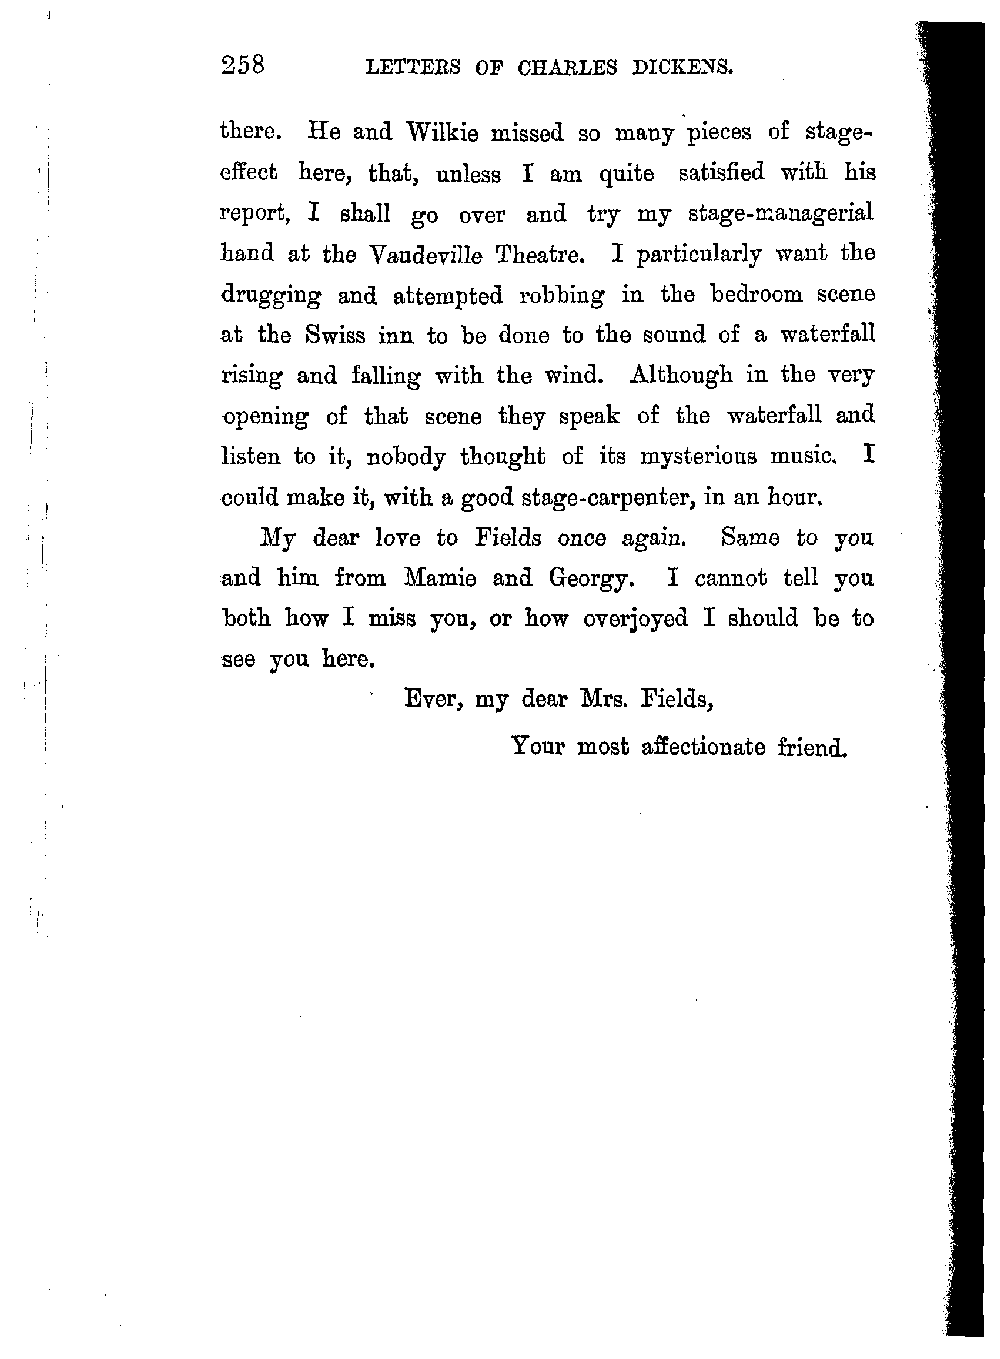 258 LETTERS OF CHARLES DICKENS.
there. He and Wilkie missed so many pieces of stage-
effect here, that, unless I am quite satisfied with his
report, I shall go over and try my stage-managerial
hand at the Vaudeville Theatre. I particularly want the
drugging and attempted robbing in the bedroom scene
at the Swiss inn to be done to the sound of a waterfall
rising and falling with the wind. Although in the very
opening of that scene they speak of the waterfall and
listen to it, nobody thought of its mysterious music. I
could make it, with a good stage-carpenter, in an hour.
My dear love to Fields once again. Same to you
and him from Mamie and Georgy. I cannot tell you
both how I miss you, or how overjoyed I should be to
see you here.
Ever, my dear Mrs. Fields,
Your most affectionate friend.